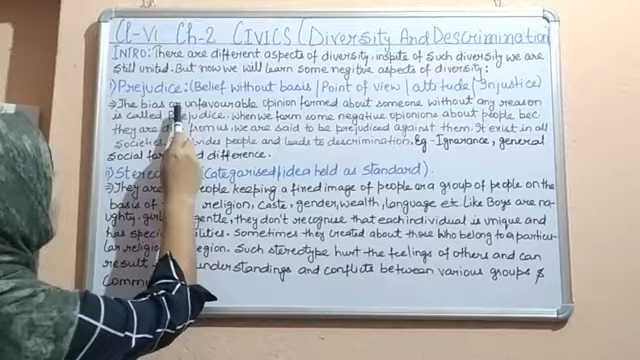 Cl-VI Ch-2 CIVICS (Diversity And Descrimination
INTRO: There are different aspects of diversity, inspite of such diversity we are
still united. But now we will learn some negitive aspects of diversity:
i) Prejudice: (Belief without basis / Point of view / attitude / Injustice)
⇒ The bias or unfavourable opinion formed about someone without any reason
is called Prejudice. When we form some negative opnionions about people bec
they are from us, we are said to be prejudiced against them. It exist in all
societies. divides people and leads to descrimination. Eg - Ignorance, general
social difference.
ii) (Categarised / idea held as Standard).
⇒ They are people keeping a fixed image of people or a group of people on the
basis of religion, caste, gender, wealth, language etc. Like Boys are na-
ughty, gentle, they don't recognise that each individual is unique and
has Sometimes they created about those who belong to a particu-
lar religion region. Such stereotype hurt the feelings of others and can
result understandings and conflicts between various groups &